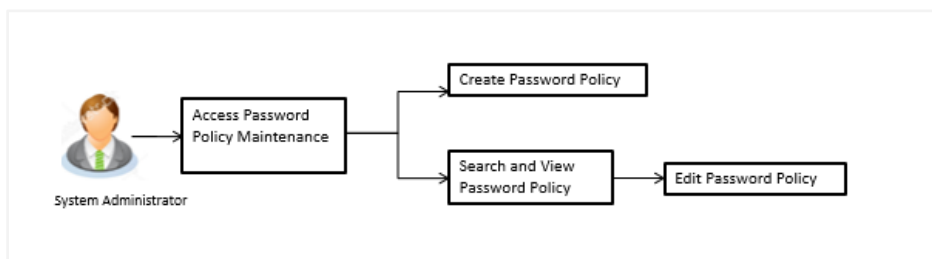 Create Password Policy
Access Password
Policy Maintenance
Search and View
Password Policy
Edit Password Policy
System Administrator